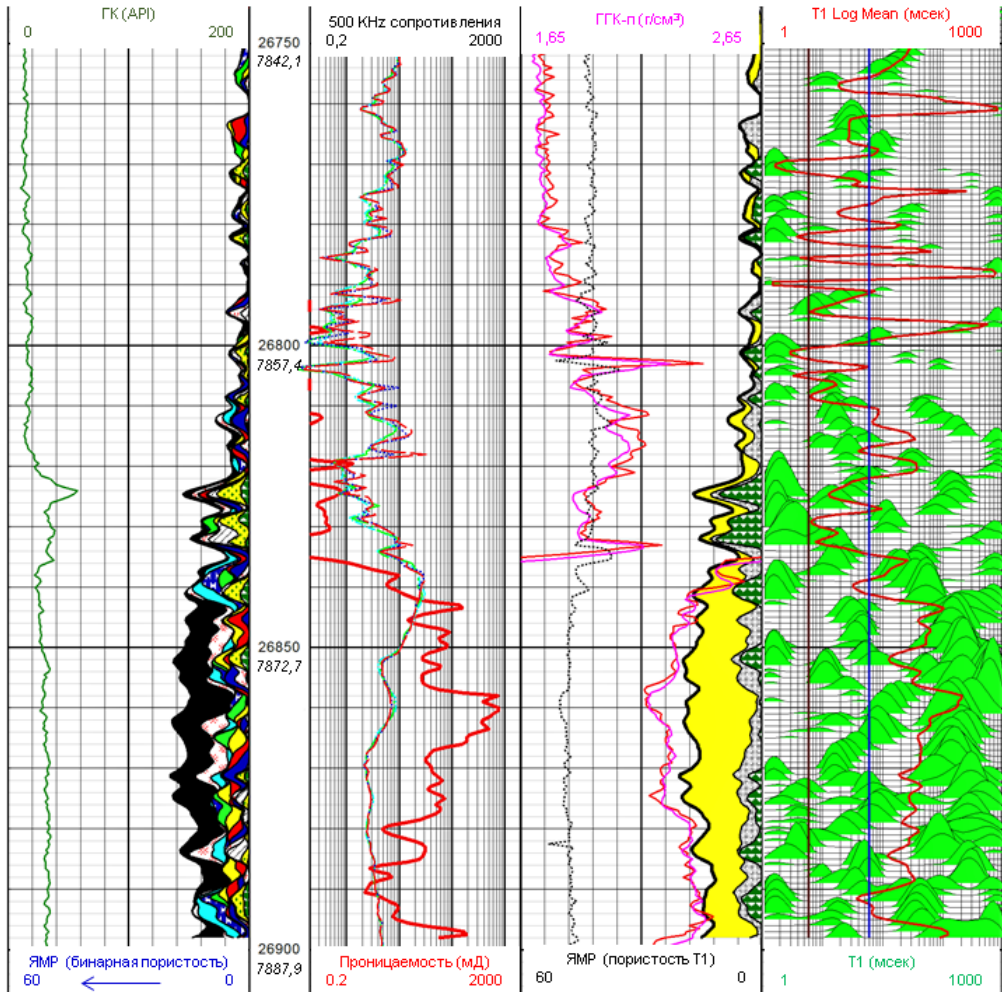 ГК (API)
0 200
500 KHz сопротивления
0,2 2000
ГГК-п (г/см³)
1,65 2,65
T1 Log Mean (мсек)
1 1000
26750
7842,1
26800
7857,4
26850
7872,7
26900
7887,9
ЯМР (бинарная пористость)
60 0
Проницаемость (мД)
0.2 2000
ЯМР (пористость T1)
60 0
T1 (мсек)
1 1000